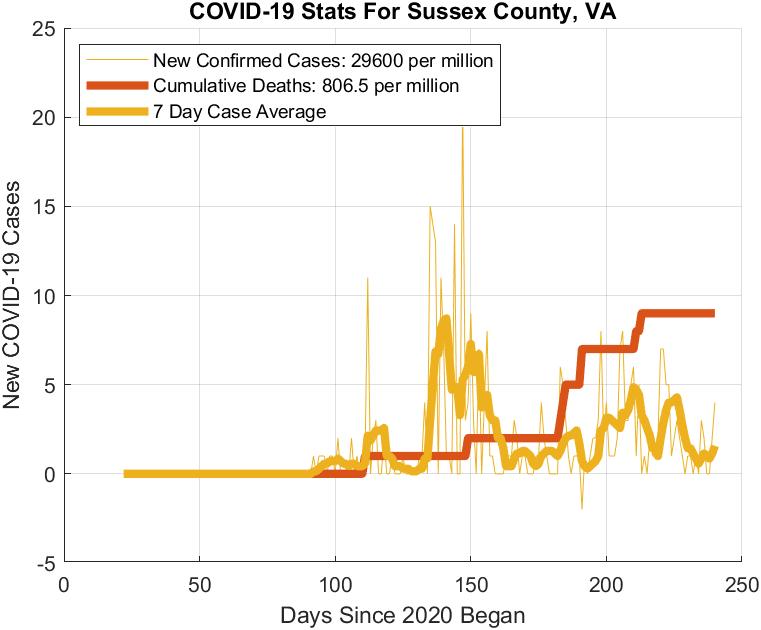 COVID-19 Stats For Sussex County, VA
25
20
15
10
5
0
-5
New COVID-19 Cases
New Confirmed Cases: 29600 per million
Cumulative Deaths: 806.5 per million
7 Day Case Average
0 50 100 150 200 250
Days Since 2020 Began